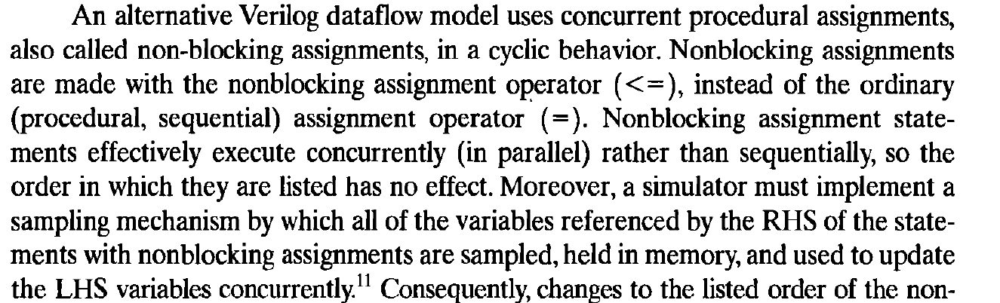 An alternative Verilog dataflow model uses concurrent procedural assignments,
also called non-blocking assignments, in a cyclic behavior. Nonblocking assignments
are made with the nonblocking assignment operator (<=), instead of the ordinary
(procedural, sequential) assignment operator (=). Nonblocking assignment state-
ments effectively execute concurrently (in parallel) rather than sequentially, so the
order in which they are listed has no effect. Moreover, a simulator must implement a
sampling mechanism by which all of the variables referenced by the RHS of the state-
ments with nonblocking assignments are sampled, held in memory, and used to update
the LHS variables concurrently.¹¹ Consequently, changes to the listed order of the non-